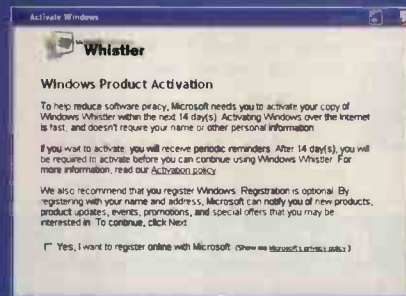 Activate Windows
Whistler
Windows Product Activation
To help reduce software piracy, Microsoft needs you to activate your copy of
Windows Whistler within the next 14 day(s). Activating Windows over the Internet
is fast, and doesn't require your name or other personal information
If you wait to activate, you will receive periodic reminders. After 14 day(s), you will
be required to activate before you can continue using Windows Whistler. For
more information, read our Activation policy
We also recommend that you register Windows. Registration is optional. By
registering with your name and address, Microsoft can notify you of new products,
product updates, events, promotions, and special offers that you may be
interested in. To continue, click Next
Yes, I want to register online with Microsoft (Show me Microsoft's privacy policy.)